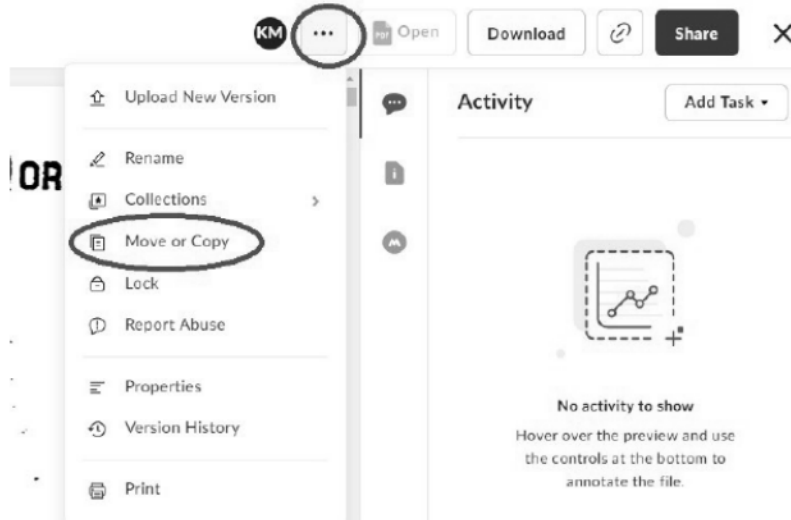 KM ... PDF Open Download Share
Upload New Version
Activity
Add Task
Rename
OR
Collections
Move or Copy
Lock
Report Abuse
Properties
Version History
Print
No activity to show
Hover over the preview and use
the controls at the bottom to
annotate the file.